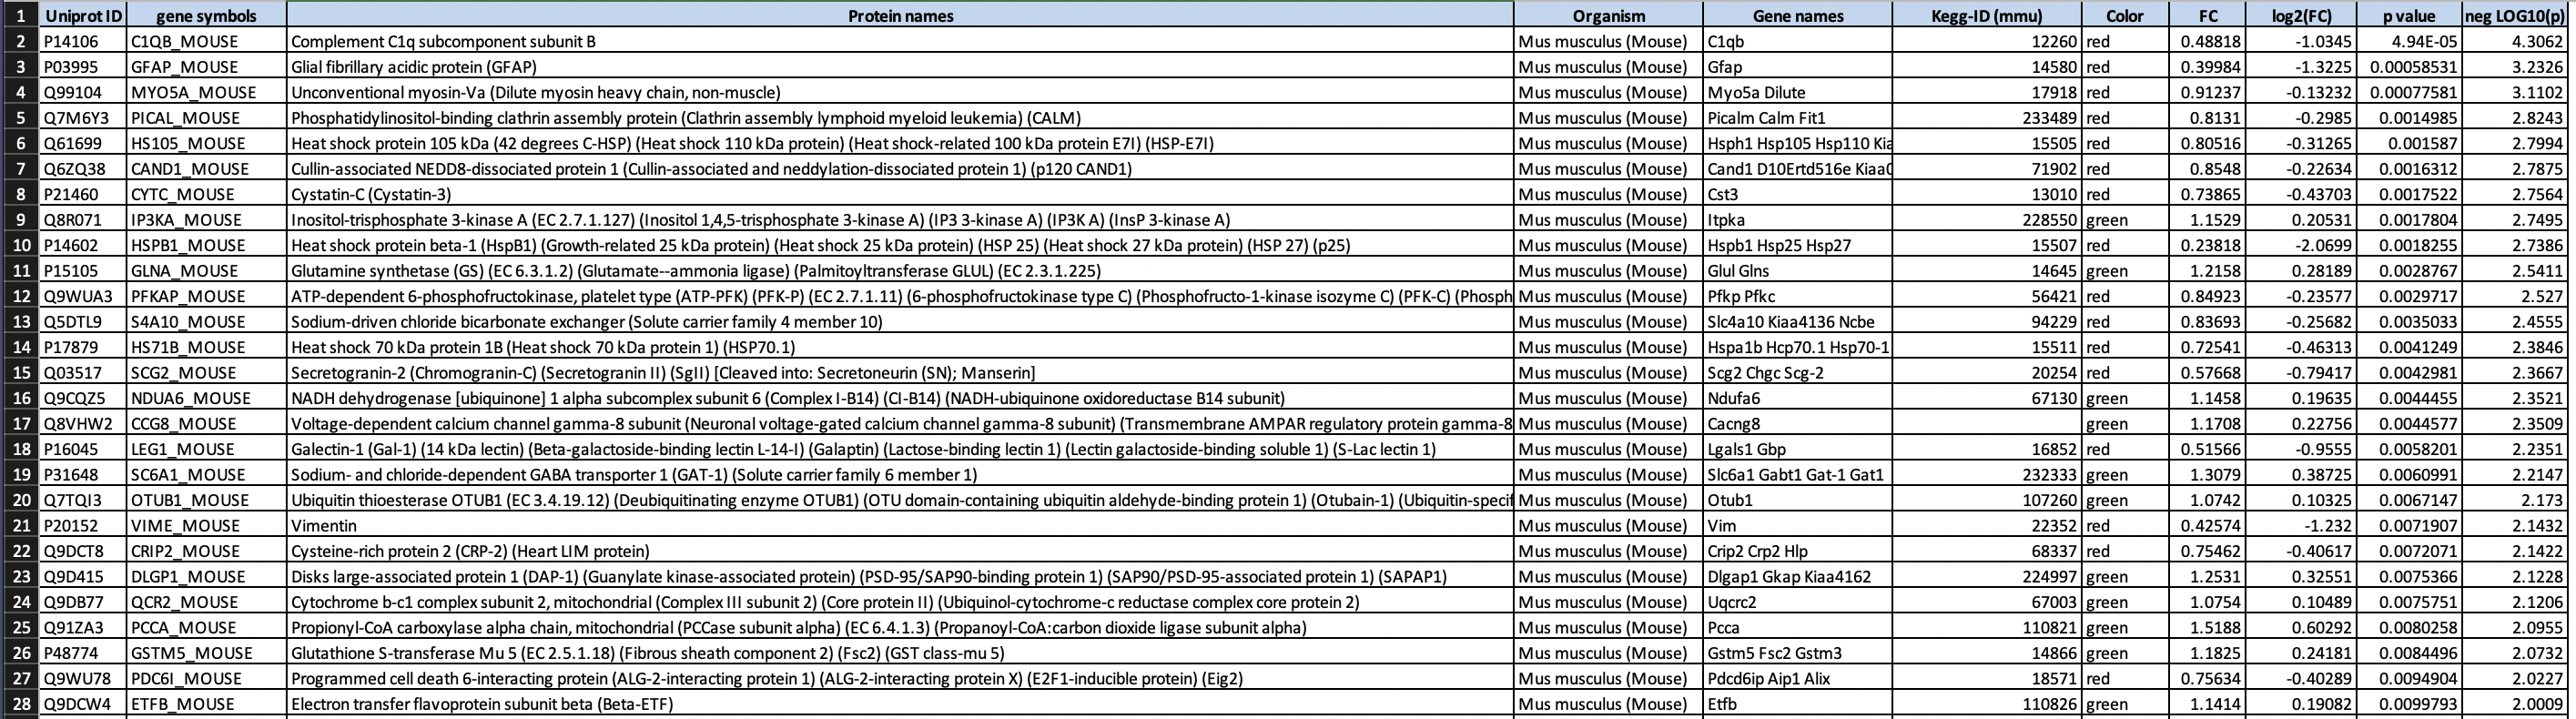 1 Uniprot ID gene symbols Protein names Organism Gene names Kegg-ID (mmu) Color FC log2(FC) p value neg LOG10(p)
2 P14106 C1QB_MOUSE Complement C1q subcomponent subunit B Mus musculus (Mouse) C1qb 12260 red 0.48818 -1.0345 4.94E-05 4.3062
3 P03995 GFAP_MOUSE Glial fibrillary acidic protein (GFAP) Mus musculus (Mouse) Gfap 14580 red 0.39984 -1.3225 0.00058531 3.2326
4 Q99104 MYO5A_MOUSE Unconventional myosin-Va (Dilute myosin heavy chain, non-muscle) Mus musculus (Mouse) Myo5a Dilute 17918 red 0.91237 -0.13232 0.00077581 3.1102
5 Q7M6Y3 PICAL_MOUSE Phosphatidylinositol-binding clathrin assembly protein (Clathrin assembly lymphoid myeloid leukemia) (CALM) Mus musculus (Mouse) Picalm Calm Fit1 233489 red 0.8131 -0.2985 0.0014985 2.8243
6 Q61699 HS105_MOUSE Heat shock protein 105 kDa (42 degrees C-HSP) (Heat shock 110 kDa protein) (Heat shock-related 100 kDa protein E7I) (HSP-E7I) Mus musculus (Mouse) Hsph1 Hsp105 Hsp110 Kia 15505 red 0.80516 -0.31265 0.001587 2.7994
7 Q6ZQ38 CAND1_MOUSE Cullin-associated NEDD8-dissociated protein 1 (Cullin-associated and neddylation-dissociated protein 1) (p120 CAND1) Mus musculus (Mouse) Cand1 D10Ertd516e Kiaa0 71902 red 0.8548 -0.22634 0.0016312 2.7875
8 P21460 CYTC_MOUSE Cystatin-C (Cystatin-3) Mus musculus (Mouse) Cst3 13010 red 0.73865 -0.43703 0.0017522 2.7564
9 Q8R071 IP3KA_MOUSE Inositol-trisphosphate 3-kinase A (EC 2.7.1.127) (Inositol 1,4,5-trisphosphate 3-kinase A) (IP3 3-kinase A) (IP3K A) (InsP 3-kinase A) Mus musculus (Mouse) Itpka 228550 green 1.1529 0.20531 0.0017804 2.7495
10 P14602 HSPB1_MOUSE Heat shock protein beta-1 (HspB1) (Growth-related 25 kDa protein) (Heat shock 25 kDa protein) (HSP 25) (Heat shock 27 kDa protein) (HSP 27) (p25) Mus musculus (Mouse) Hspb1 Hsp25 Hsp27 15507 red 0.23818 -2.0699 0.0018255 2.7386
11 P15105 GLNA_MOUSE Glutamine synthetase (GS) (EC 6.3.1.2) (Glutamate--ammonia ligase) (Palmitoyltransferase GLUL) (EC 2.3.1.225) Mus musculus (Mouse) Glul Glns 14645 green 1.2158 0.28189 0.0028767 2.5411
12 Q9WUA3 PFKAP_MOUSE ATP-dependent 6-phosphofructokinase, platelet type (ATP-PFK) (PFK-P) (EC 2.7.1.11) (6-phosphofructokinase type C) (Phosphofructo-1-kinase isozyme C) (PFK-C) (Phosph Mus musculus (Mouse) Pfkp Pfkc 56421 red 0.84923 -0.23577 0.0029717 2.527
13 Q5DTL9 S4A10_MOUSE Sodium-driven chloride bicarbonate exchanger (Solute carrier family 4 member 10) Mus musculus (Mouse) Slc4a10 Kiaa4136 Ncbe 94229 red 0.83693 -0.25682 0.0035033 2.4555
14 P17879 HS71B_MOUSE Heat shock 70 kDa protein 1B (Heat shock 70 kDa protein 1) (HSP70.1) Mus musculus (Mouse) Hspa1b Hcp70.1 Hsp70-1 15511 red 0.72541 -0.46313 0.0041249 2.3846
15 Q03517 SCG2_MOUSE Secretogranin-2 (Chromogranin-C) (Secretogranin II) (SgII) [Cleaved into: Secretoneurin (SN); Manserin] Mus musculus (Mouse) Scg2 Chgc Scg-2 20254 red 0.57668 -0.79417 0.0042981 2.3667
16 Q9CQZ5 NDUA6_MOUSE NADH dehydrogenase [ubiquinone] 1 alpha subcomplex subunit 6 (Complex I-B14) (CI-B14) (NADH-ubiquinone oxidoreductase B14 subunit) Mus musculus (Mouse) Ndufa6 67130 green 1.1458 0.19635 0.0044455 2.3521
17 Q8VHW2 CCG8_MOUSE Voltage-dependent calcium channel gamma-8 subunit (Neuronal voltage-gated calcium channel gamma-8 subunit) (Transmembrane AMPAR regulatory protein gamma-8 Mus musculus (Mouse) Cacng8 green 1.1708 0.22756 0.0044577 2.3509
18 P16045 LEG1_MOUSE Galectin-1 (Gal-1) (14 kDa lectin) (Beta-galactoside-binding lectin L-14-I) (Galaptin) (Lactose-binding lectin 1) (Lectin galactoside-binding soluble 1) (S-Lac lectin 1) Mus musculus (Mouse) Lgals1 Gbp 16852 red 0.51566 -0.9555 0.0058201 2.2351
19 P31648 SC6A1_MOUSE Sodium- and chloride-dependent GABA transporter 1 (GAT-1) (Solute carrier family 6 member 1) Mus musculus (Mouse) Slc6a1 Gabt1 Gat-1 Gat1 232333 green 1.3079 0.38725 0.0060991 2.2147
20 Q7TQI3 OTUB1_MOUSE Ubiquitin thioesterase OTUB1 (EC 3.4.19.12) (Deubiquitinating enzyme OTUB1) (OTU domain-containing ubiquitin aldehyde-binding protein 1) (Otubain-1) (Ubiquitin-specif Mus musculus (Mouse) Otub1 107260 green 1.0742 0.10325 0.0067147 2.173
21 P20152 VIME_MOUSE Vimentin Mus musculus (Mouse) Vim 22352 red 0.42574 -1.232 0.0071907 2.1432
22 Q9DCT8 CRIP2_MOUSE Cysteine-rich protein 2 (CRP-2) (Heart LIM protein) Mus musculus (Mouse) Crip2 Crp2 Hlp 68337 red 0.75462 -0.40617 0.0072071 2.1422
23 Q9D415 DLGP1_MOUSE Disks large-associated protein 1 (DAP-1) (Guanylate kinase-associated protein) (PSD-95/SAP90-binding protein 1) (SAP90/PSD-95-associated protein 1) (SAPAP1) Mus musculus (Mouse) Dlgap1 Gkap Kiaa4162 224997 green 1.2531 0.32551 0.0075366 2.1228
24 Q9DB77 QCR2_MOUSE Cytochrome b-c1 complex subunit 2, mitochondrial (Complex III subunit 2) (Core protein II) (Ubiquinol-cytochrome-c reductase complex core protein 2) Mus musculus (Mouse) Uqcrc2 67003 green 1.0754 0.10489 0.0075751 2.1206
25 Q91ZA3 PCCA_MOUSE Propionyl-CoA carboxylase alpha chain, mitochondrial (PCCase subunit alpha) (EC 6.4.1.3) (Propanoyl-CoA:carbon dioxide ligase subunit alpha) Mus musculus (Mouse) Pcca 110821 green 1.5188 0.60292 0.0080258 2.0955
26 P48774 GSTM5_MOUSE Glutathione S-transferase Mu 5 (EC 2.5.1.18) (Fibrous sheath component 2) (Fsc2) (GST class-mu 5) Mus musculus (Mouse) Gstm5 Fsc2 Gstm3 14866 green 1.1825 0.24181 0.0084496 2.0732
27 Q9WU78 PDC6I_MOUSE Programmed cell death 6-interacting protein (ALG-2-interacting protein 1) (ALG-2-interacting protein X) (E2F1-inducible protein) (Eig2) Mus musculus (Mouse) Pdcd6ip Aip1 Alix 18571 red 0.75634 -0.40289 0.0094904 2.0227
28 Q9DCW4 ETFB_MOUSE Electron transfer flavoprotein subunit beta (Beta-ETF) Mus musculus (Mouse) Etfb 110826 green 1.1414 0.19082 0.0099793 2.0009